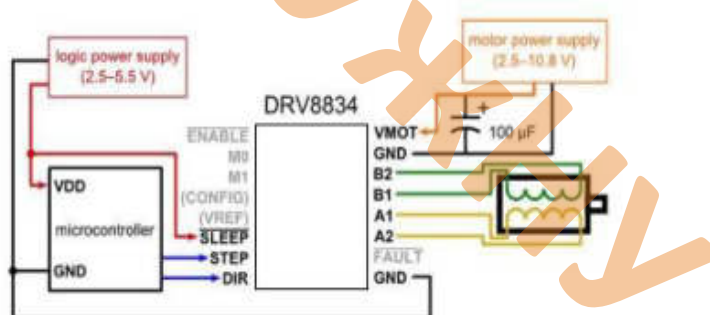 logic power supply
(2.5–5.5 V)
motor power supply
(2.5–10.8 V)
DRV8834
100 µF
ENABLE
M0
M1
(CONFIG)
(VREF)
SLEEP
STEP
DIR
VMOT
GND
B2
B1
A1
A2
FAULT
GND
VDD
microcontroller
GND